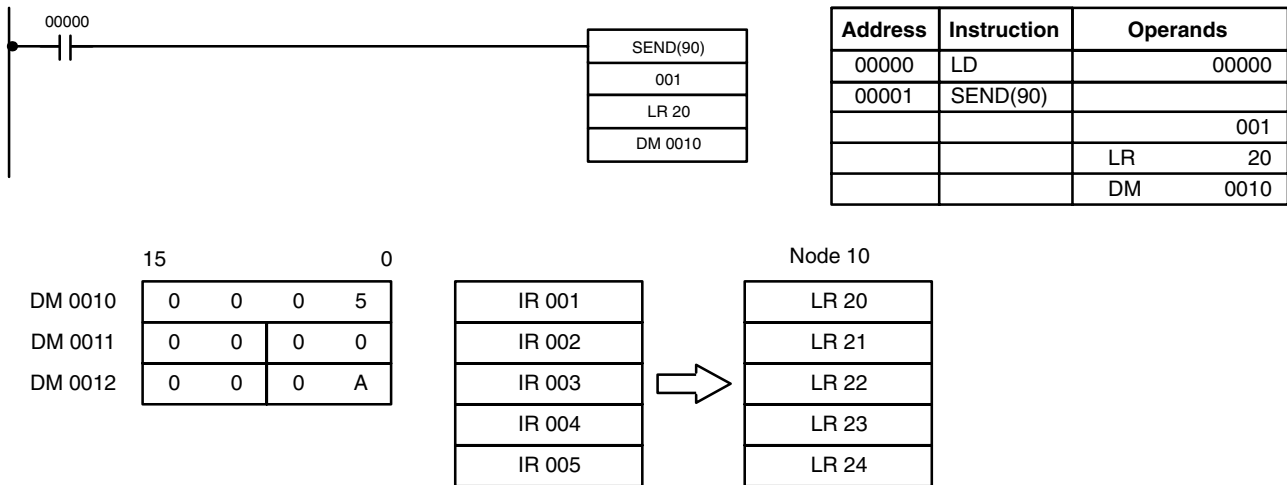 00000
SEND(90)
001
LR 20
DM 0010
Address Instruction Operands
00000 LD 00000
00001 SEND(90)
001
LR 20
DM 0010
15 0
Node 10
DM 0010 0 0 0 5 IR 001 LR 20
DM 0011 0 0 0 0 IR 002 LR 21
DM 0012 0 0 0 A IR 003 LR 22
IR 004 LR 23
IR 005 LR 24